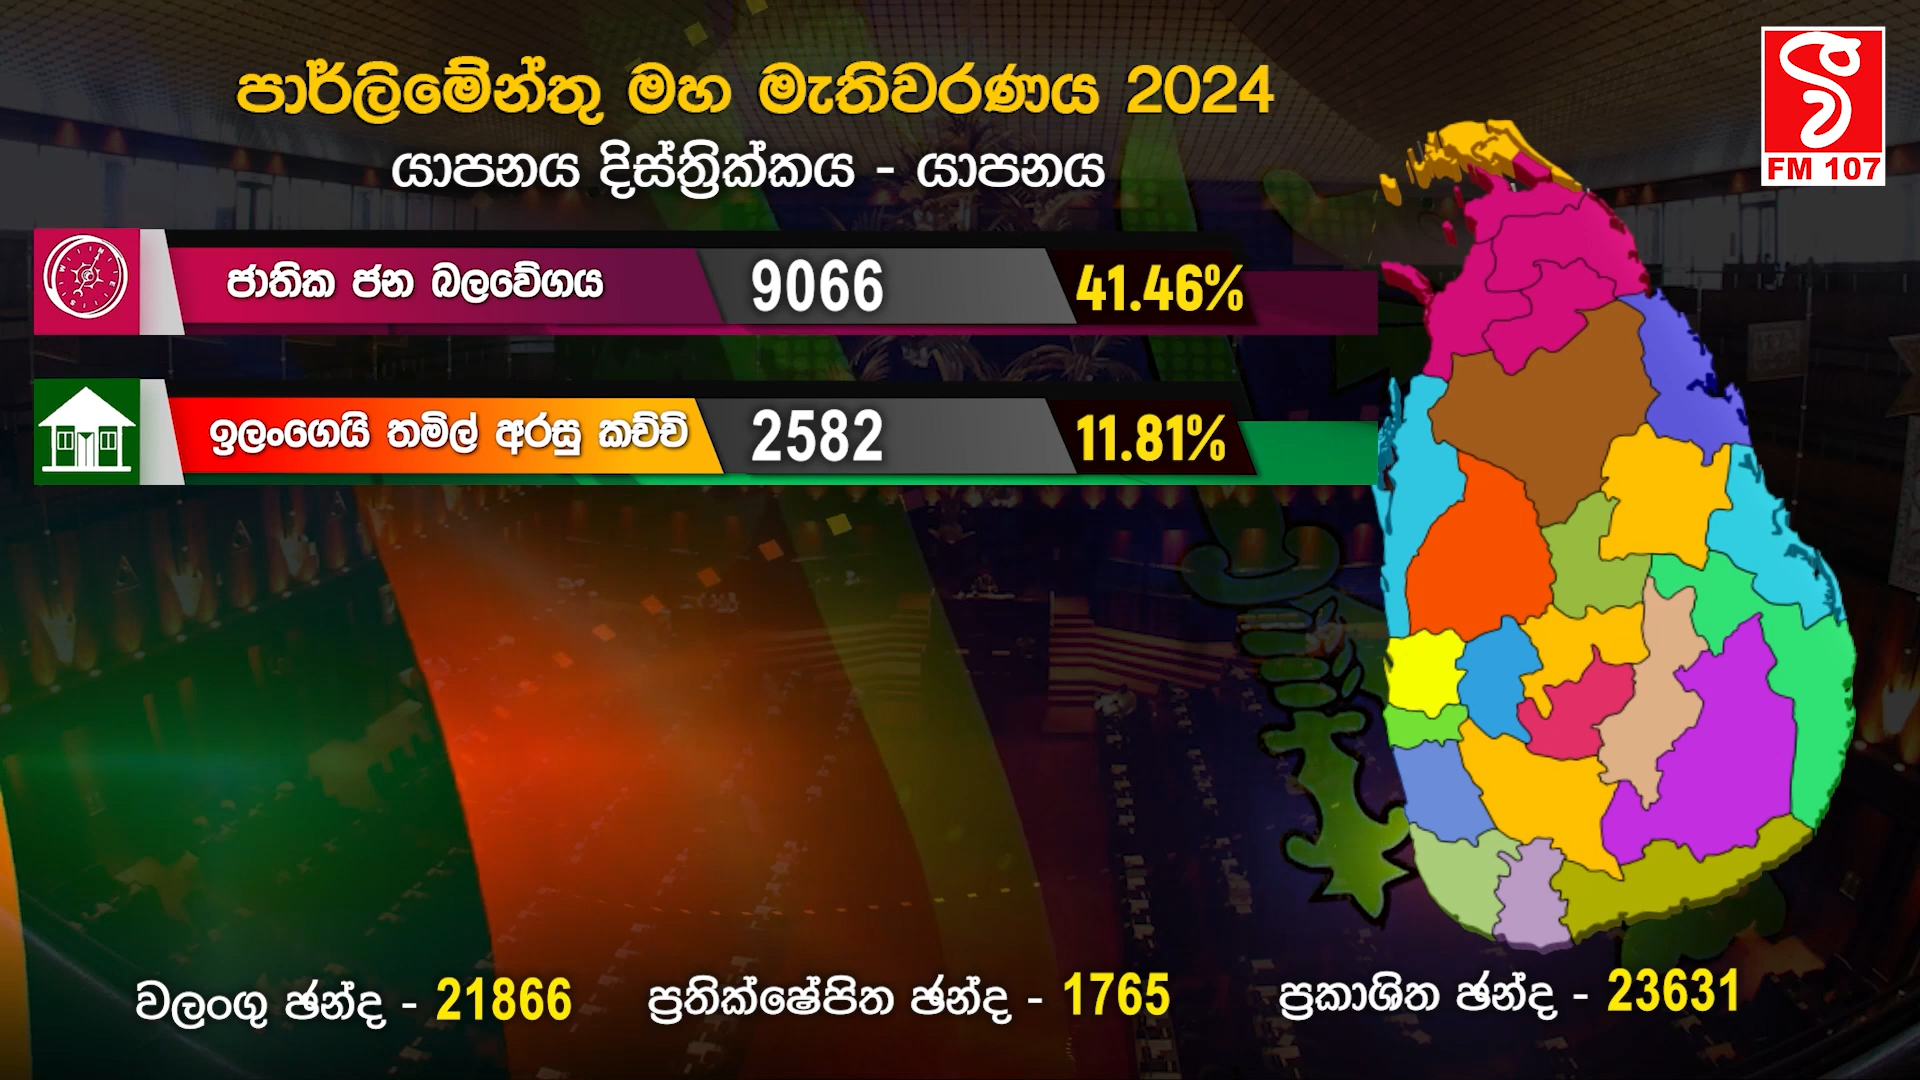 පාර්ලිමේන්තු මහ මැතිවරණය 2024
යාපනය දිස්ත්‍රික්කය - යාපනය
FM 107
ජාතික ජන බලවේගය 9066 41.46%
ඉලංගෙයි තමිල් අරසු කච්චි 2582 11.81%
වලංගු ඡන්ද - 21866 ප්‍රතික්ෂේපිත ඡන්ද - 1765 ප්‍රකාශිත ඡන්ද - 23631